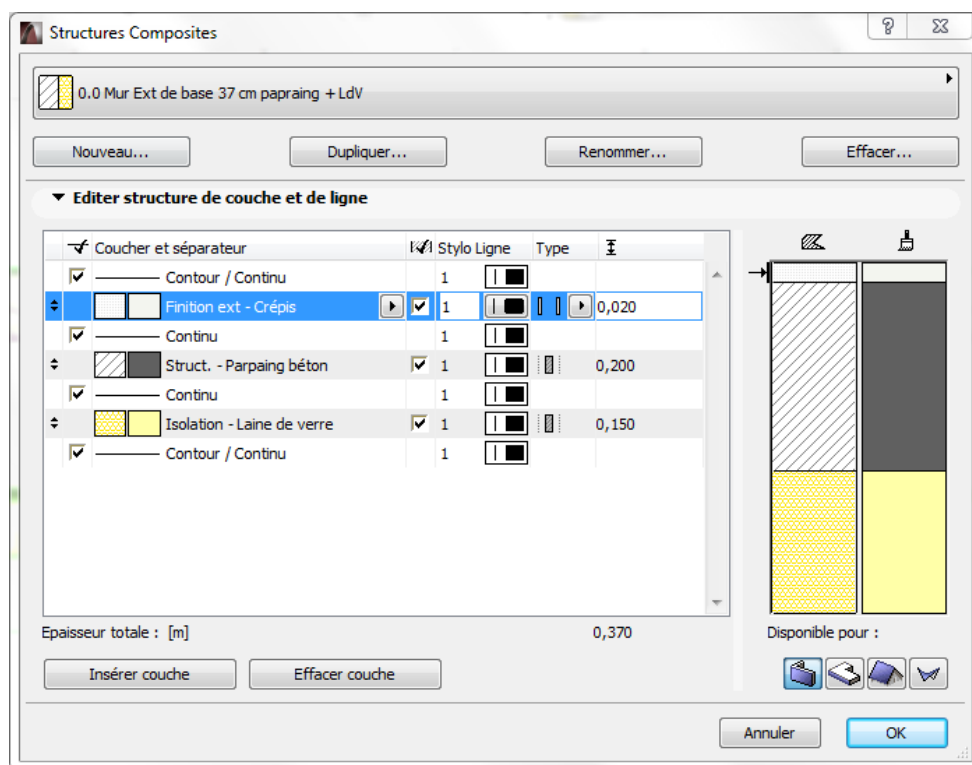 Structures Composites
0.0 Mur Ext de base 37 cm papraing + LdV
Nouveau... Dupliquer... Renommer... Effacer...
Editer structure de couche et de ligne
Coucher et séparateur Stylo Ligne Type
Contour / Continu 1
Finition ext - Crépis 1 0,020
Continu 1
Struct. - Parpaing béton 1 0,200
Continu 1
Isolation - Laine de verre 1 0,150
Contour / Continu 1
Epaisseur totale : [m] 0,370
Disponible pour :
Insérer couche Effacer couche
Annuler OK